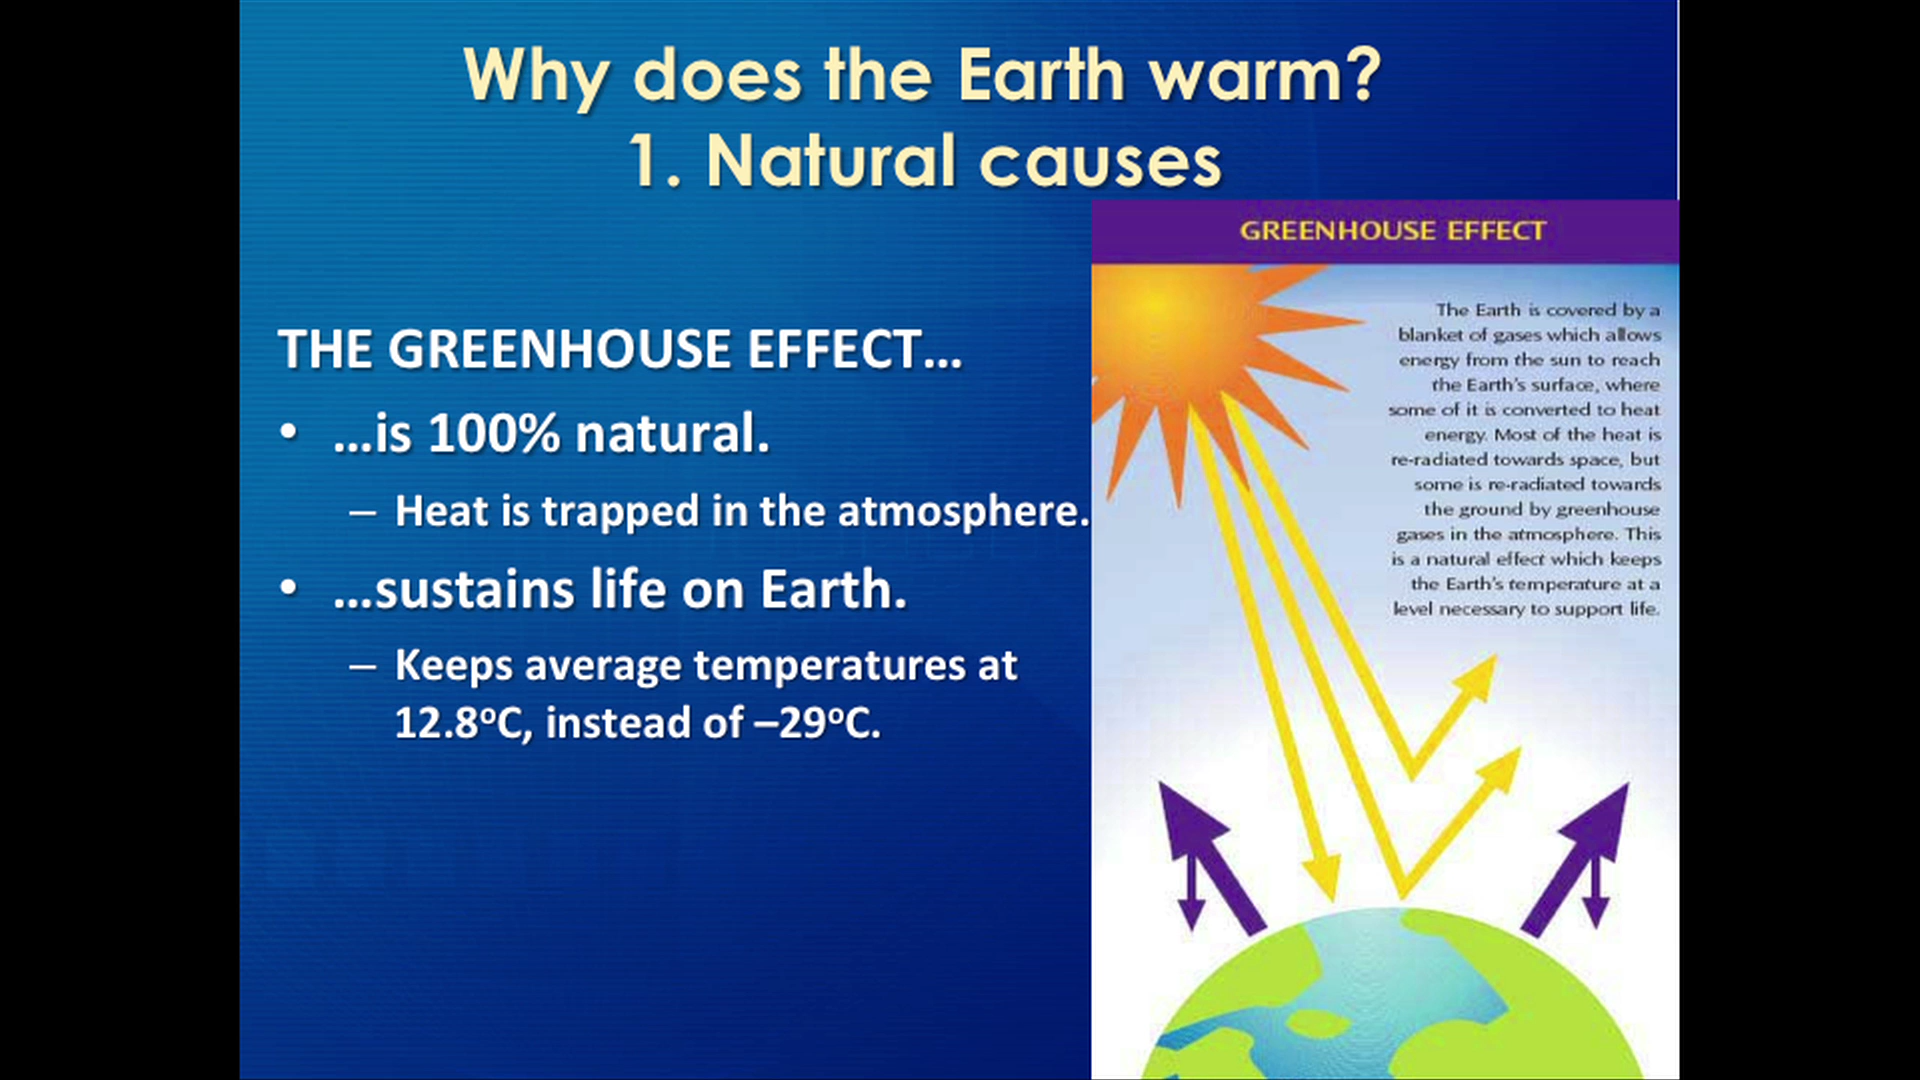 Why does the Earth warm?
1. Natural causes
THE GREENHOUSE EFFECT…
• …is 100% natural.
– Heat is trapped in the atmosphere.
• …sustains life on Earth.
– Keeps average temperatures at
12.8ºC, instead of –29ºC.
GREENHOUSE EFFECT
The Earth is covered by a
blanket of gases which allows
energy from the sun to reach
the Earth's surface, where
some of it is converted to heat
energy. Most of the heat is
re-radiated towards space, but
some is re-radiated towards
the ground by greenhouse
gases in the atmosphere. This
is a natural effect which keeps
the Earth's temperature at a
level necessary to support life.